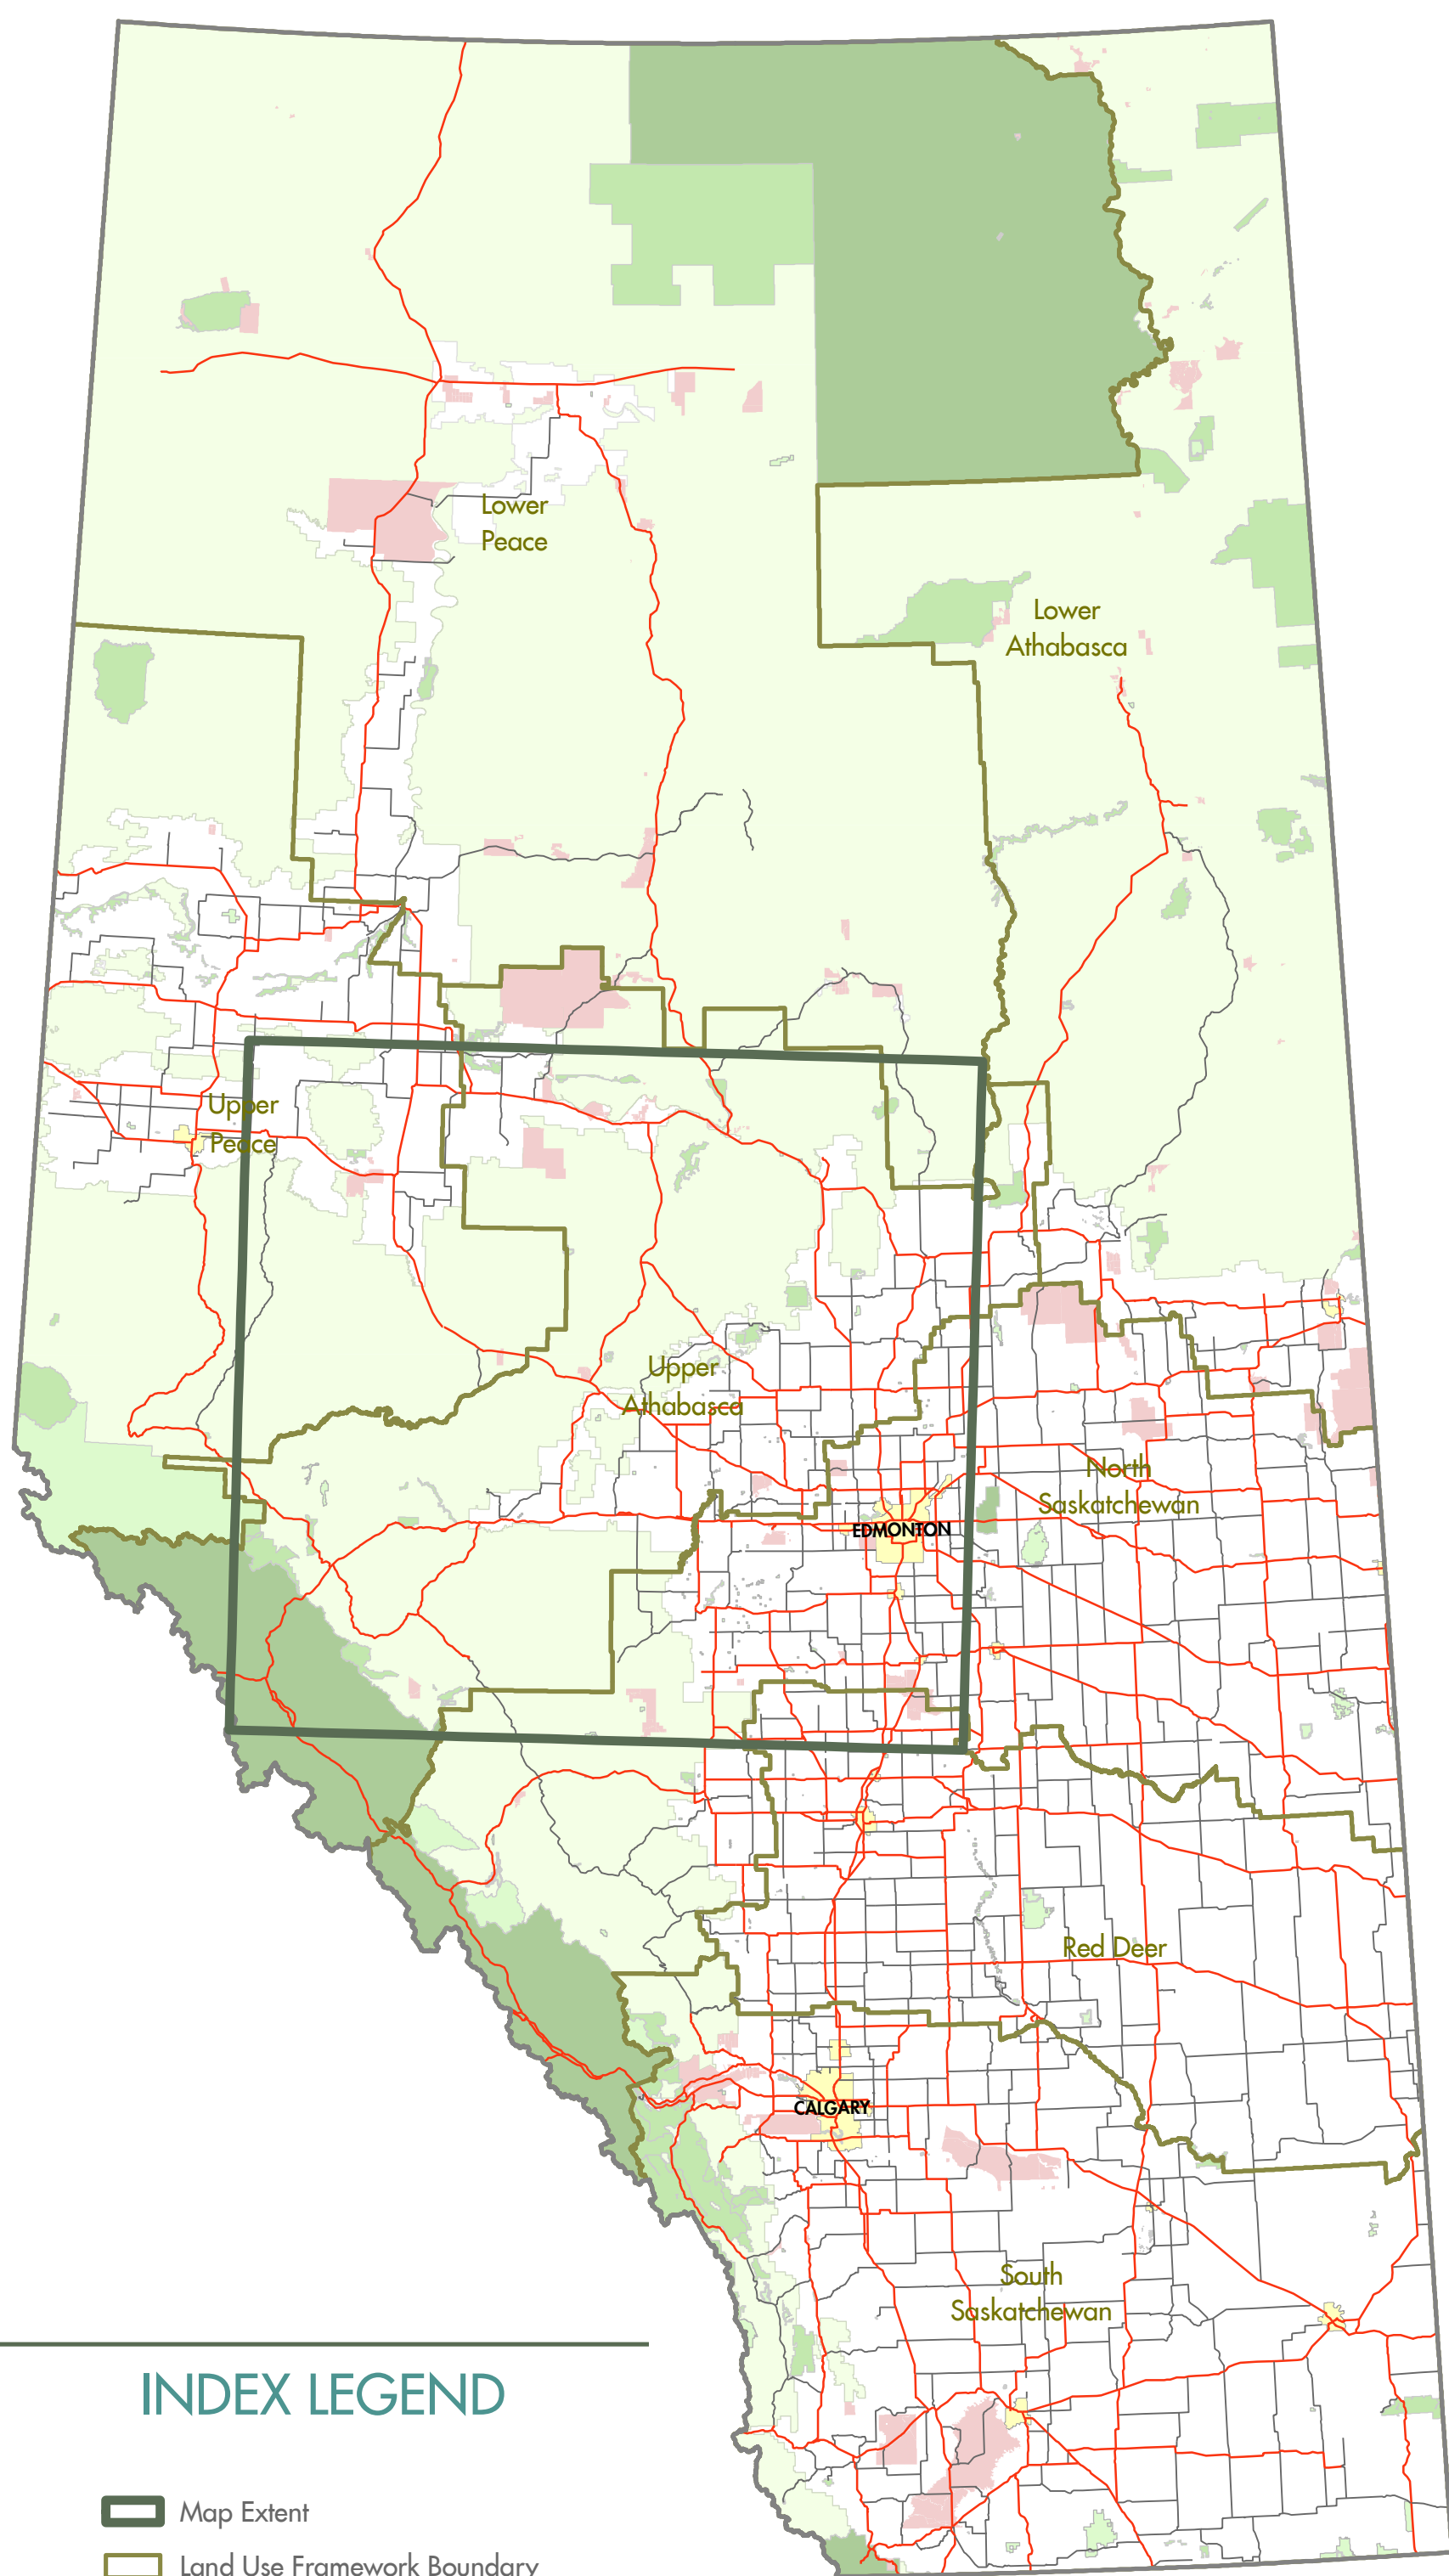 Lower
Peace
Lower
Athabasca
Upper
Peace
Upper
Athabasca
North
Saskatchewan
EDMONTON
Red Deer
CALGARY
South
Saskatchewan
INDEX LEGEND
Map Extent
Land Use Framework Boundary